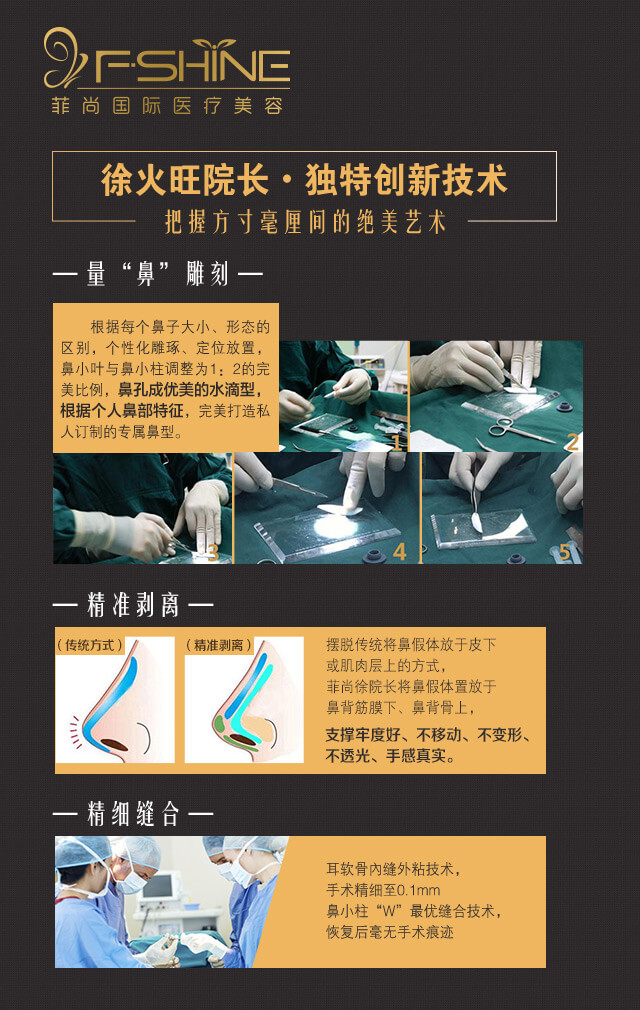 F·SHINE
菲尚国际医疗美容
徐火旺院长·独特创新技术
把握方寸毫厘间的绝美艺术
量“鼻”雕刻
根据每个鼻子大小、形态的
区别，个性化雕琢、定位放置，
鼻小叶与鼻小柱调整为1：2的完
美比例，鼻孔成优美的水滴型，
根据个人鼻部特征，完美打造私
人订制的专属鼻型。
1
2
3
4
5
精准剥离
（传统方式）
（精准剥离）
摆脱传统将鼻假体放于皮下
或肌肉层上的方式，
菲尚徐院长将鼻假体置放于
鼻背筋膜下、鼻背骨上，
支撑牢度好、不移动、不变形、
不透光、手感真实。
精细缝合
耳软骨内缝外粘技术，
手术精细至0.1mm
鼻小柱“W”最优缝合技术，
恢复后毫无手术痕迹